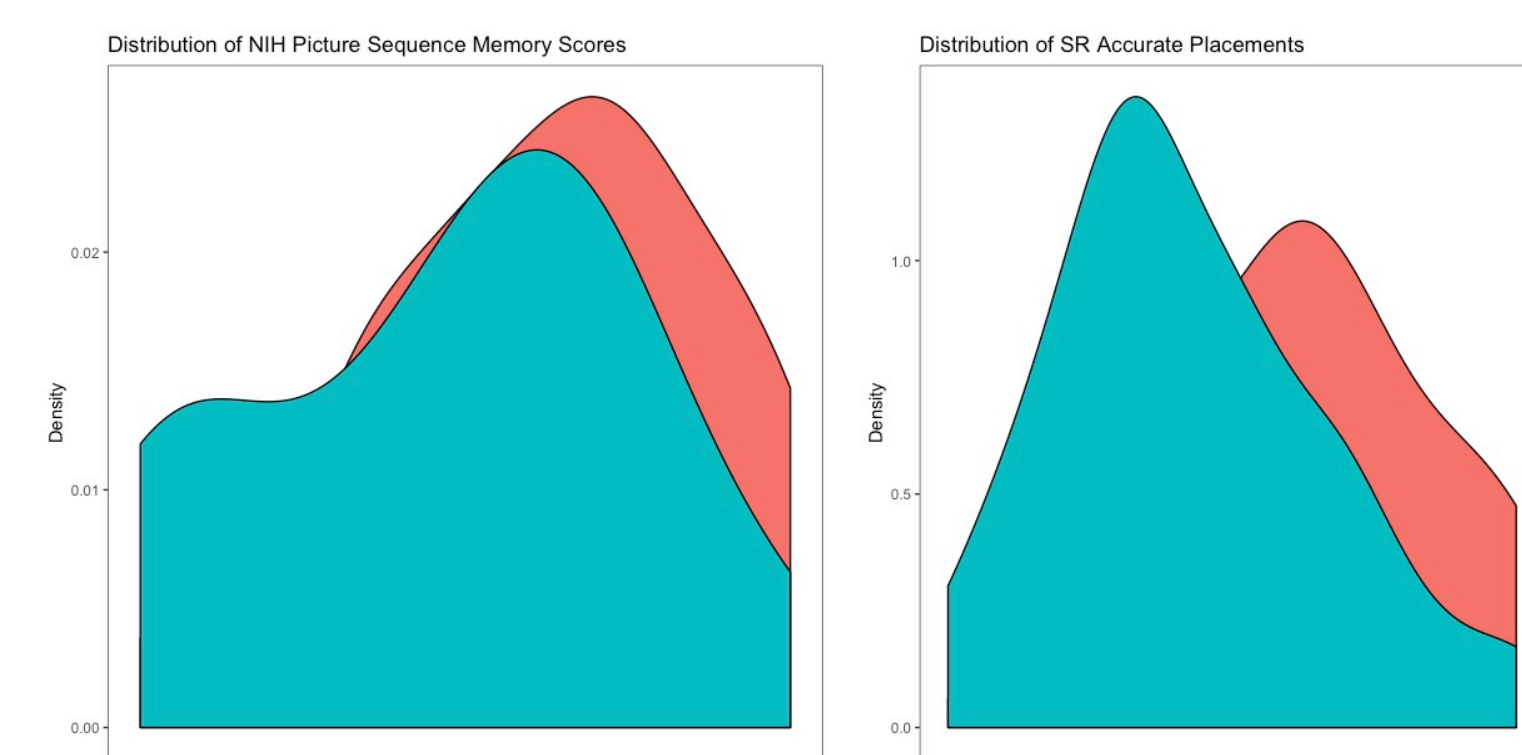 Distribution of NIH Picture Sequence Memory Scores
Density
0.02
0.01
0.00
Distribution of SR Accurate Placements
Density
1.0
0.5
0.0